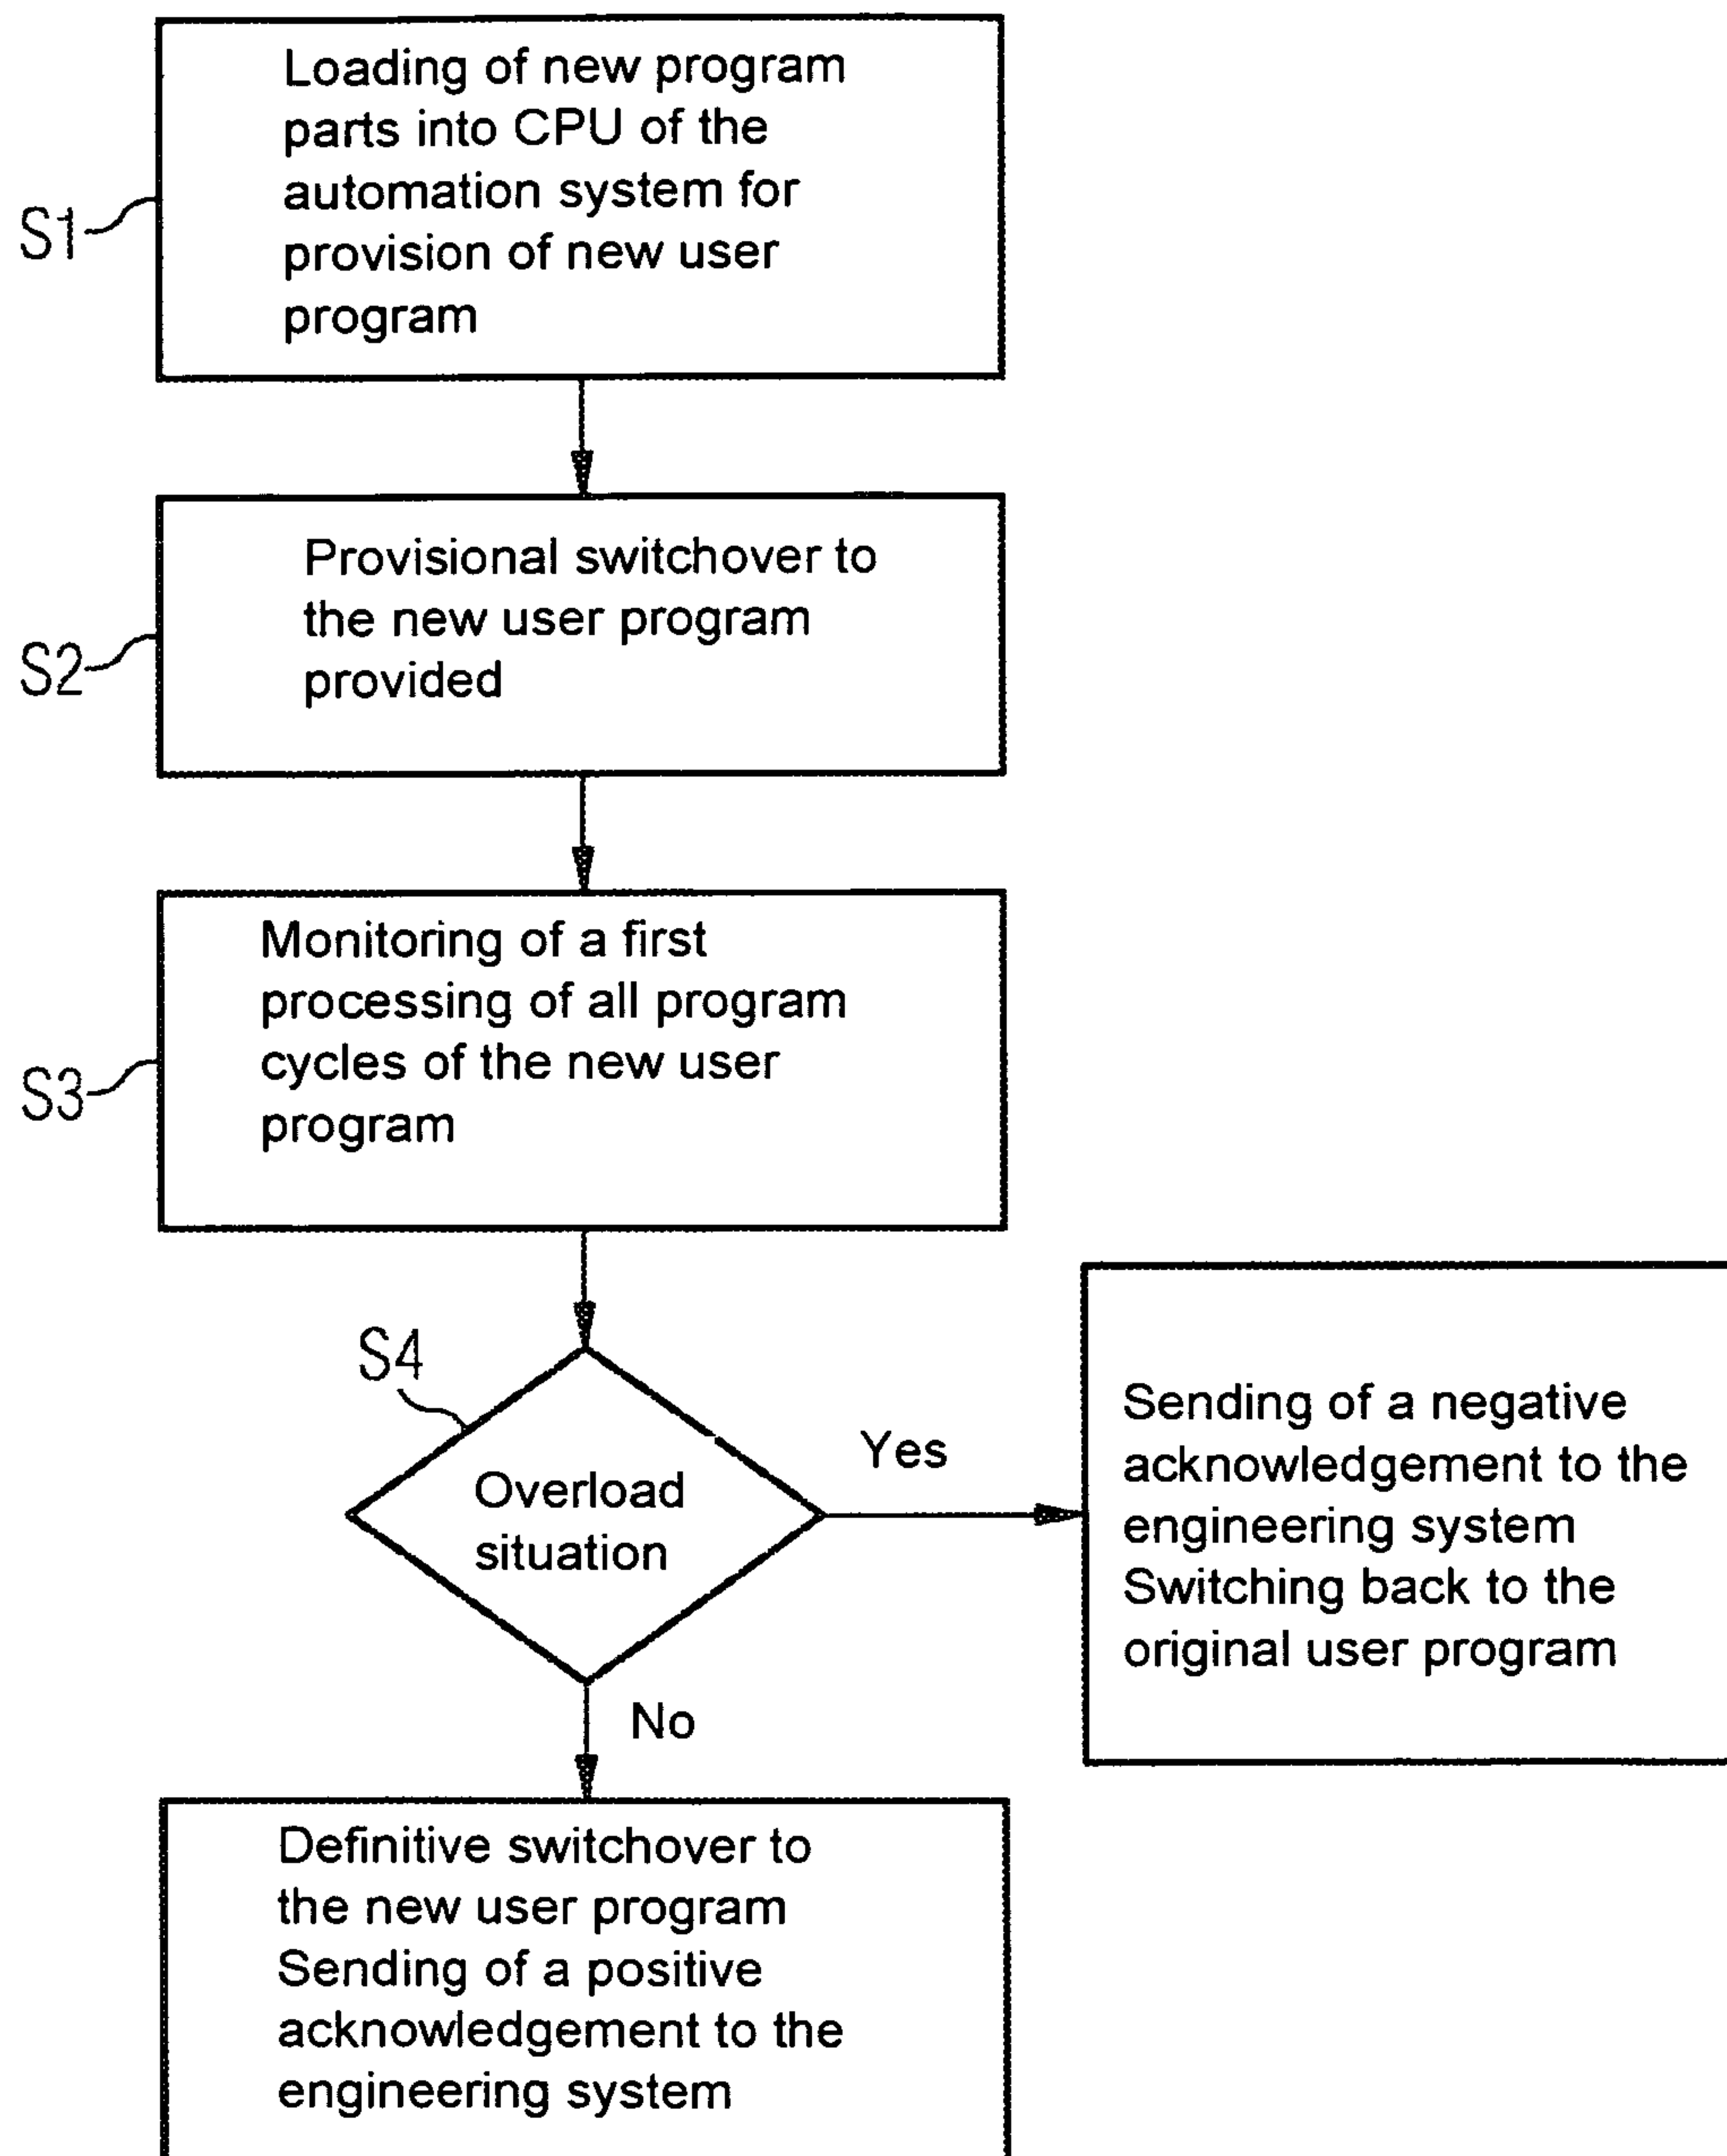 Loading of new program
parts into CPU of the
automation system for
provision of new user
program
S1
Provisional switchover to
the new user program
provided
S2
Monitoring of a first
processing of all program
cycles of the new user
program
S3
S4
Overload
situation
Yes
Sending of a negative
acknowledgement to the
engineering system
Switching back to the
original user program
No
Definitive switchover to
the new user program
Sending of a positive
acknowledgement to the
engineering system